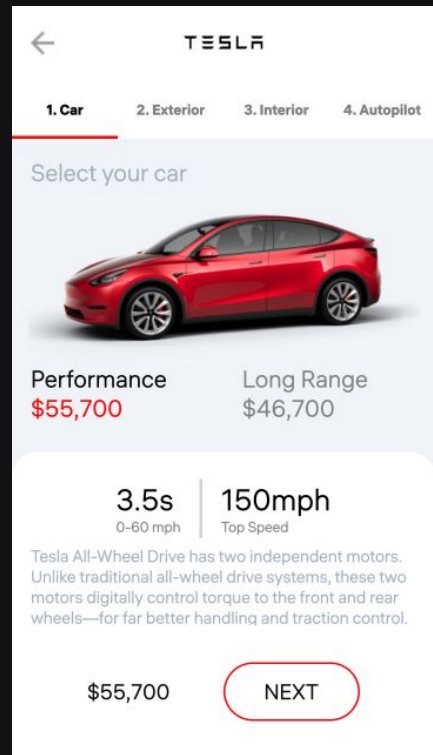 TESLA
1. Car 2. Exterior 3. Interior 4. Autopilot
Select your car
Performance Long Range
$55,700 $46,700
3.5s 150mph
0-60 mph Top Speed
Tesla All-Wheel Drive has two independent motors.
Unlike traditional all-wheel drive systems, these two
motors digitally control torque to the front and rear
wheels—for far better handling and traction control.
$55,700 NEXT